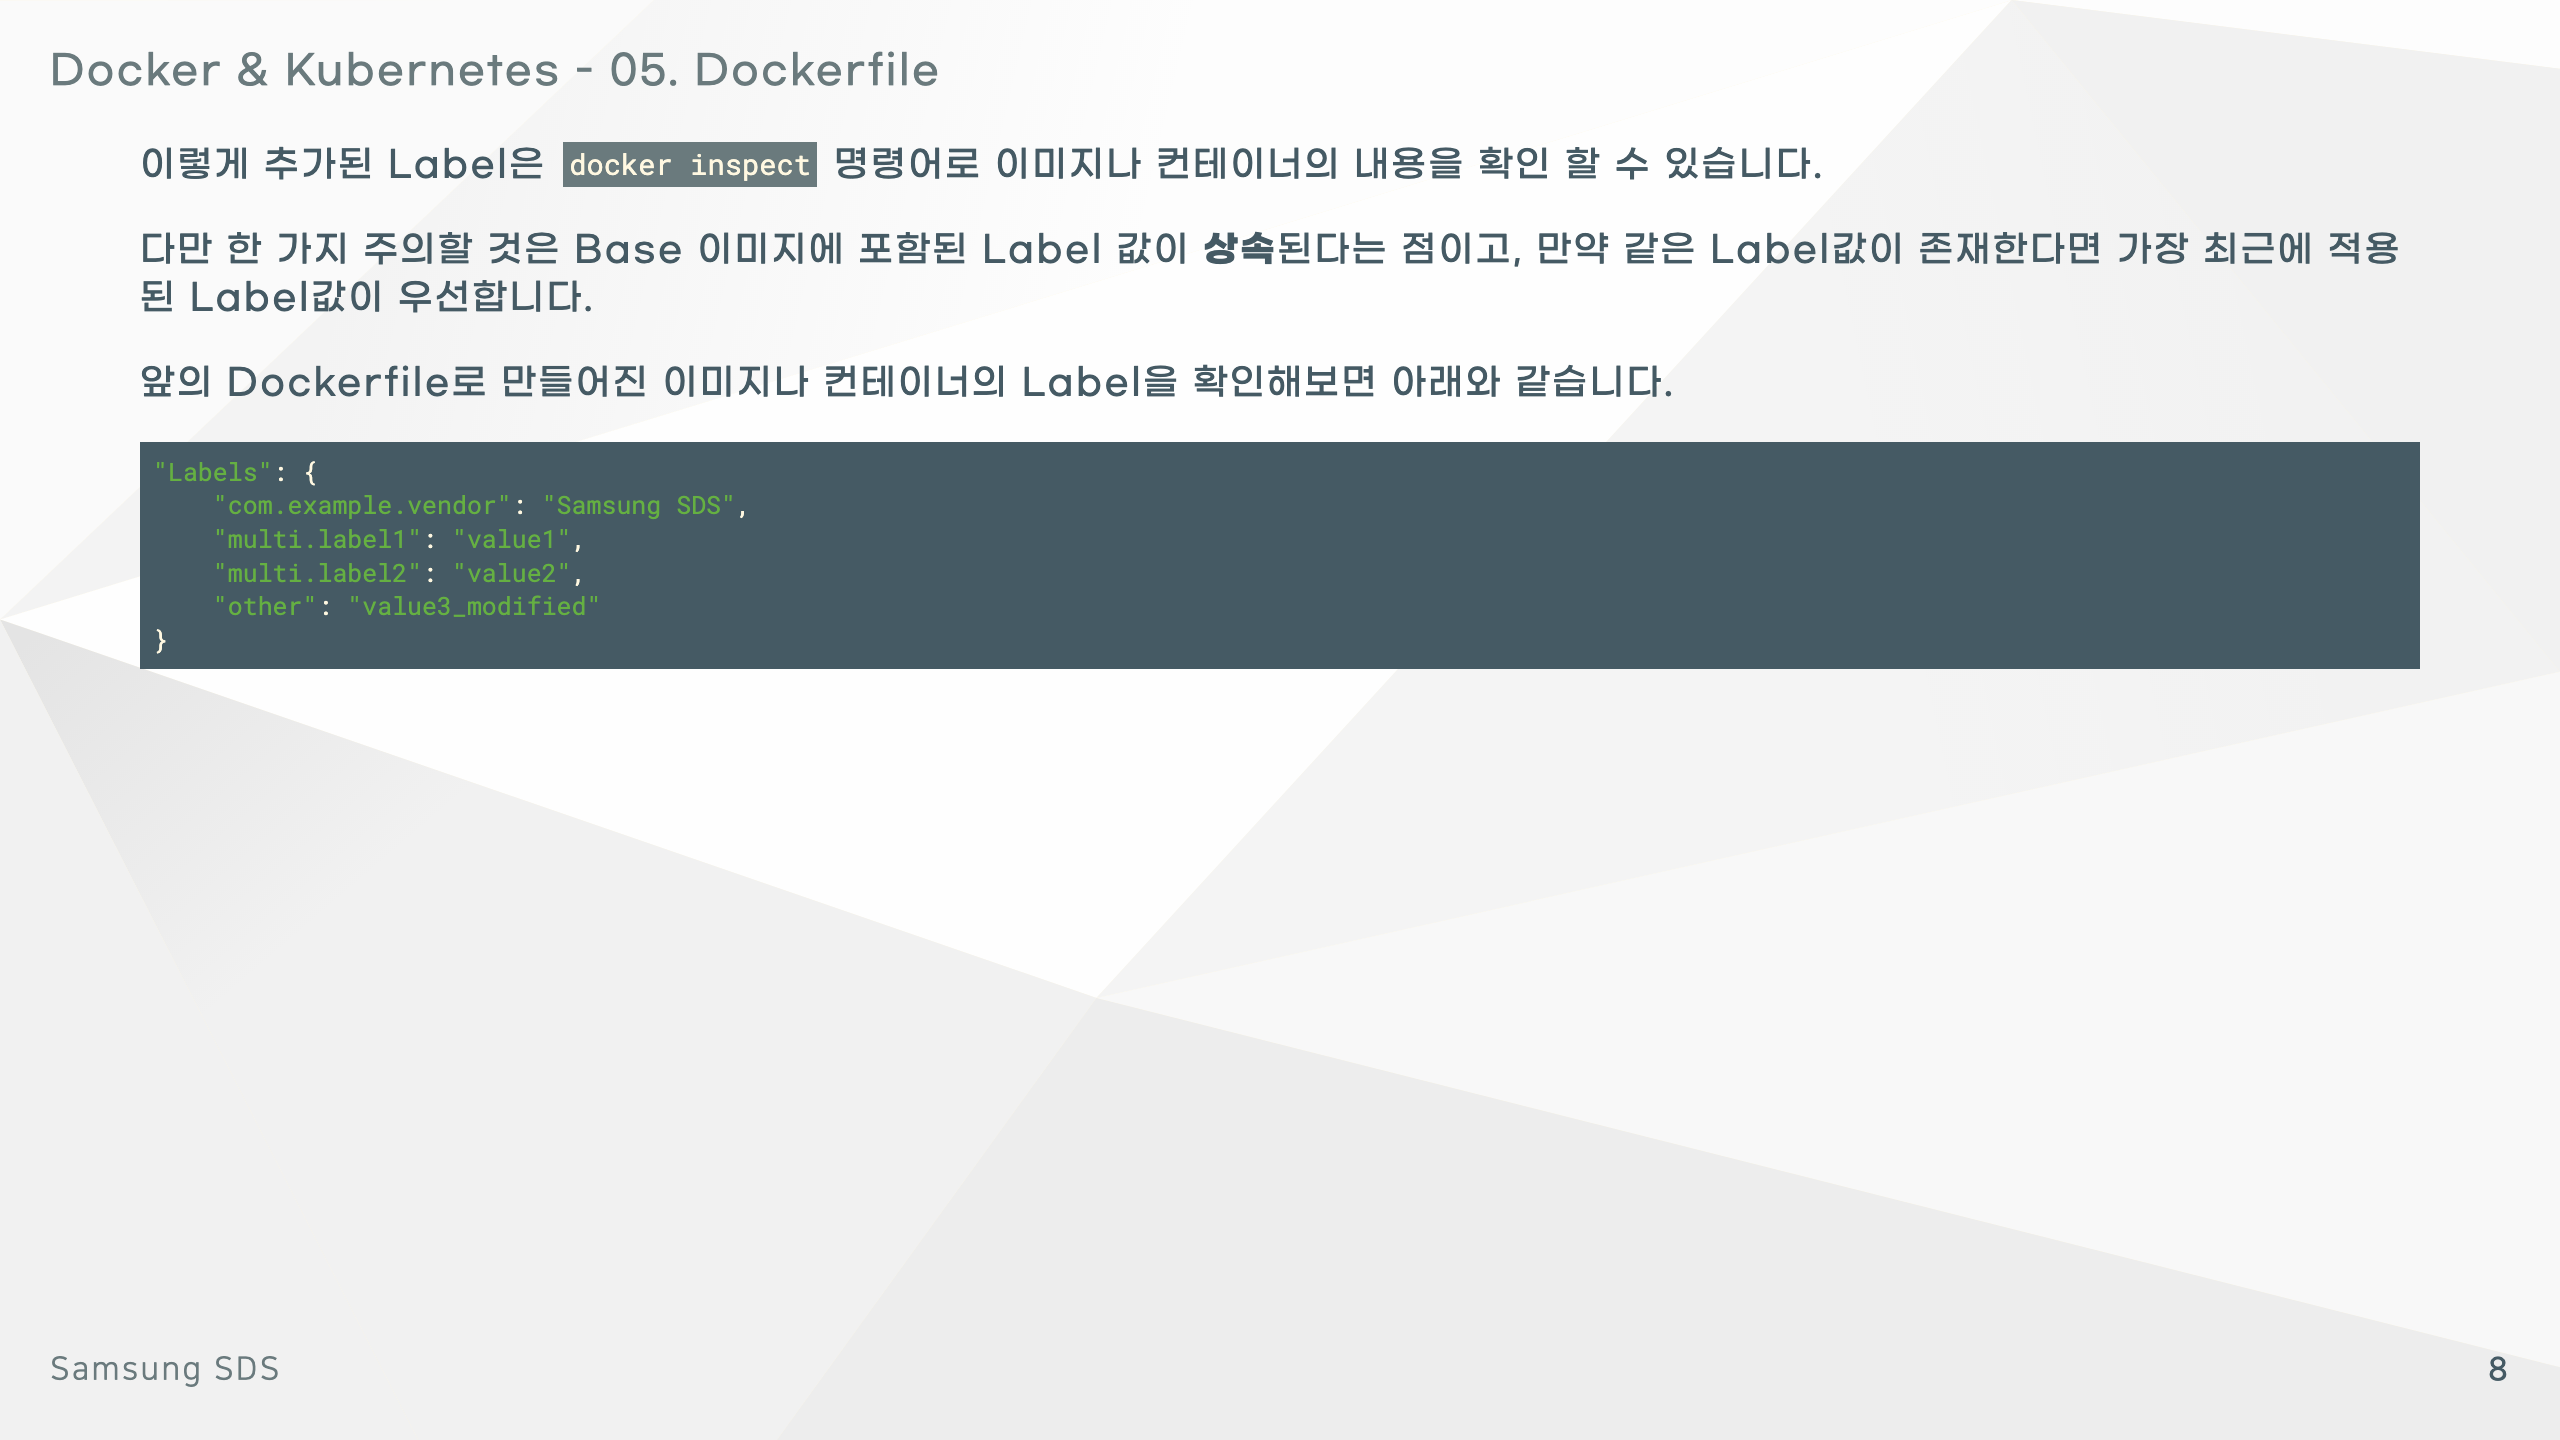 Docker & Kubernetes - 05. Dockerfile
이렇게 추가된 Label은 docker inspect 명령어로 이미지나 컨테이너의 내용을 확인 할 수 있습니다.
다만 한 가지 주의할 것은 Base 이미지에 포함된 Label 값이 상속된다는 점이고, 만약 같은 Label값이 존재한다면 가장 최근에 적용
된 Label값이 우선합니다.
앞의 Dockerfile로 만들어진 이미지나 컨테이너의 Label을 확인해보면 아래와 같습니다.
"Labels": {
    "com.example.vendor": "Samsung SDS",
    "multi.label1": "value1",
    "multi.label2": "value2",
    "other": "value3_modified"
}
Samsung SDS
8